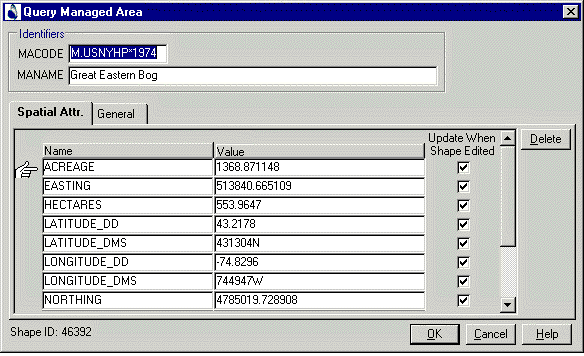 Query Managed Area
Identifiers
MACODE M.USNYHP*1974
MANAME Great Eastern Bog
Spatial Attr. General
Update When
Shape Edited
Delete
Name Value
ACREAGE 1368.871148
EASTING 513840.665109
HECTARES 553.9647
LATITUDE_DD 43.2178
LATITUDE_DMS 431304N
LONGITUDE_DD -74.8296
LONGITUDE_DMS 744947W
NORTHING 4785019.728908
Shape ID: 46392
OK Cancel Help